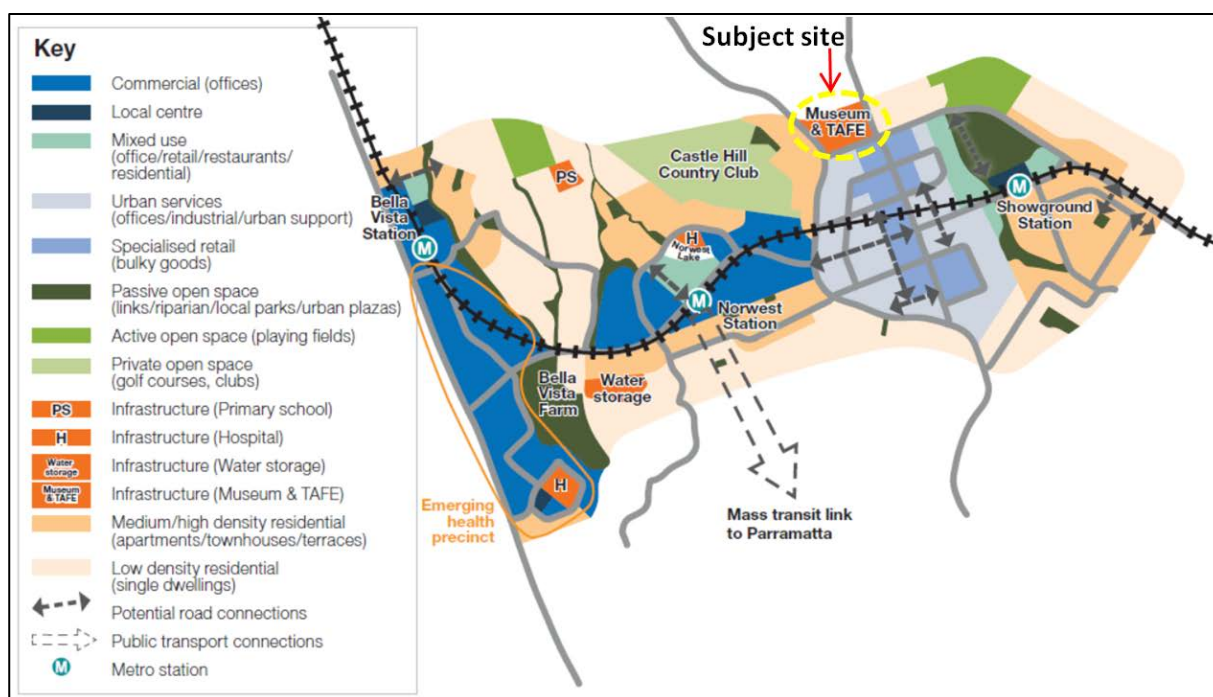 Key
Commercial (offices)
Local centre
Mixed use
(office/retail/restaurants/
residential)
Urban services
(offices/industrial/urban support)
Specialised retail
(bulky goods)
Passive open space
(links/riparian/local parks/urban plazas)
Active open space (playing fields)
Private open space
(golf courses, clubs)
PS
Infrastructure (Primary school)
H
Infrastructure (Hospital)
Water
storage
Infrastructure (Water storage)
Museum
& TAFE
Infrastructure (Museum & TAFE)
Medium/high density residential
(apartments/townhouses/terraces)
Low density residential
(single dwellings)
Potential road connections
Public transport connections
M
Metro station
Subject site
Museum
& TAFE
Castle Hill
Country Club
PS
Bella
Vista
Station
M
H
Norwest
Lake
M
Norwest
Station
M
Showground
Station
Bella
Vista
Farm
Water
storage
H
Emerging
health
precinct
Mass transit link
to Parramatta